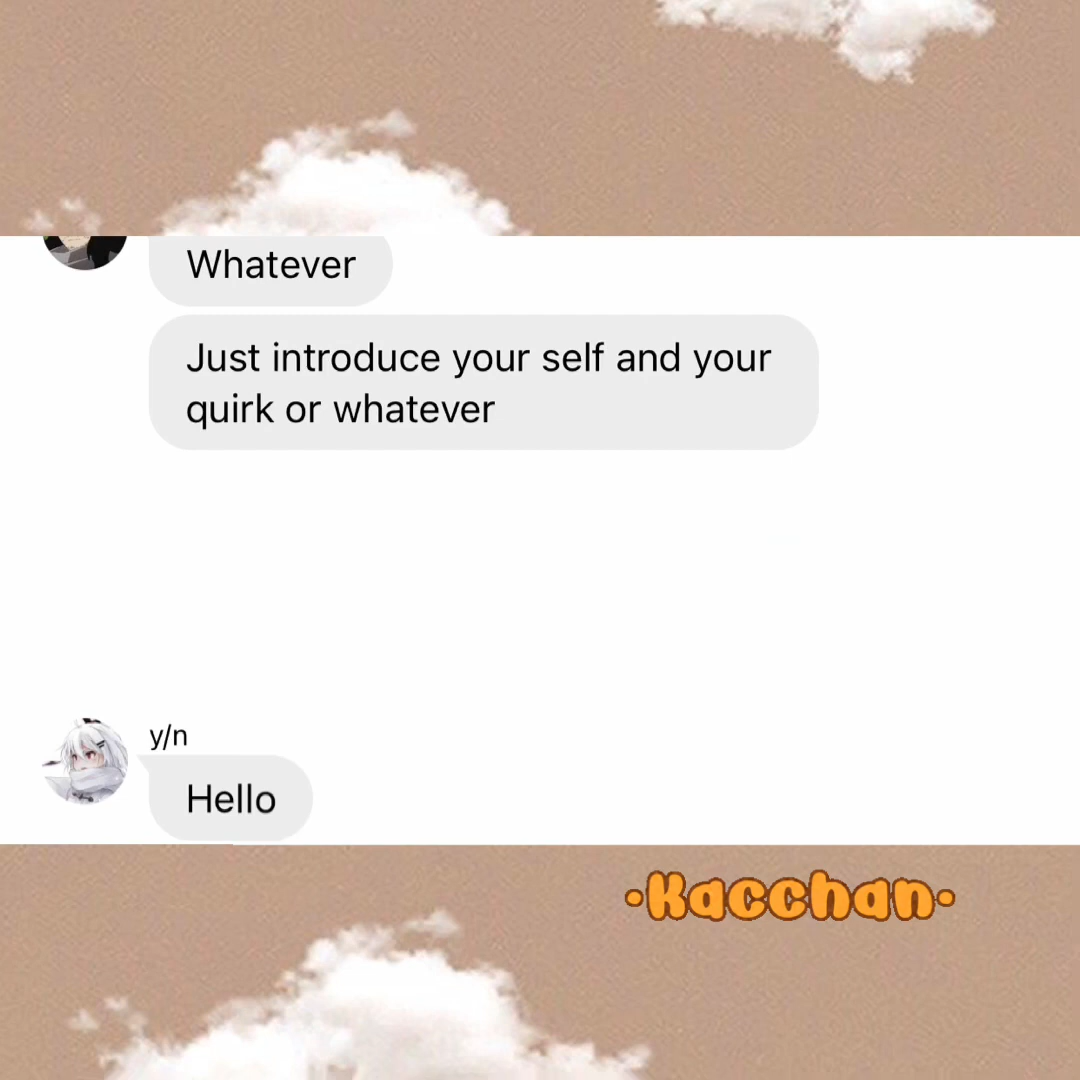 Whatever
Just introduce your self and your
quirk or whatever
y/n
Hello
•Kacchan•